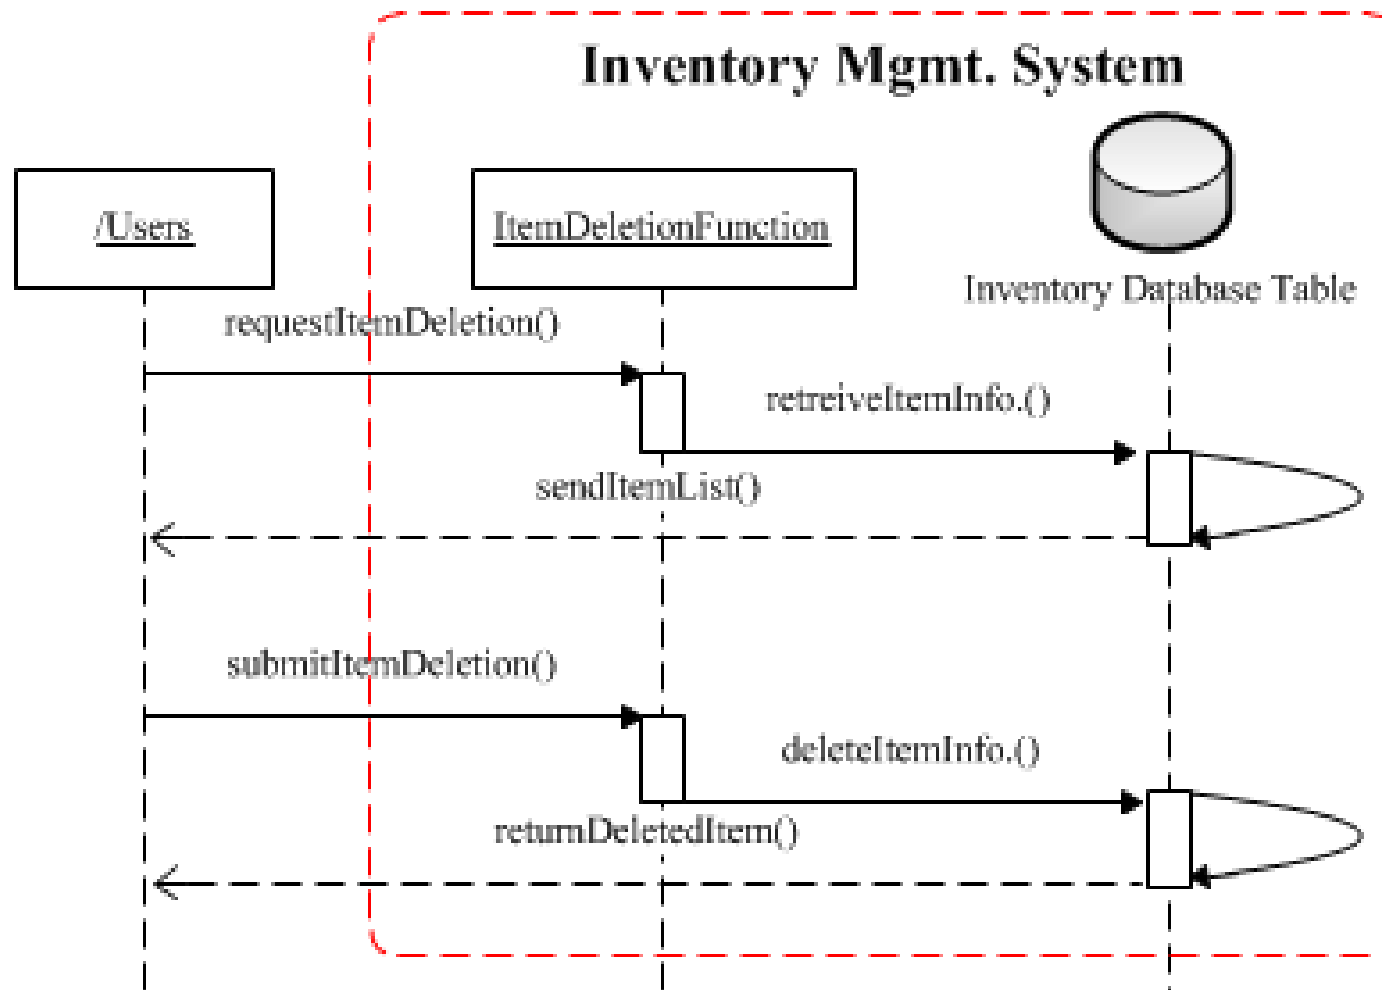 Inventory Mgmt. System
/Users
ItemDeletionFunction
Inventory Database Table
requestItemDeletion()
retreiveItemInfo.()
sendItemList()
submitItemDeletion()
deleteItemInfo.()
returnDeletedItem()